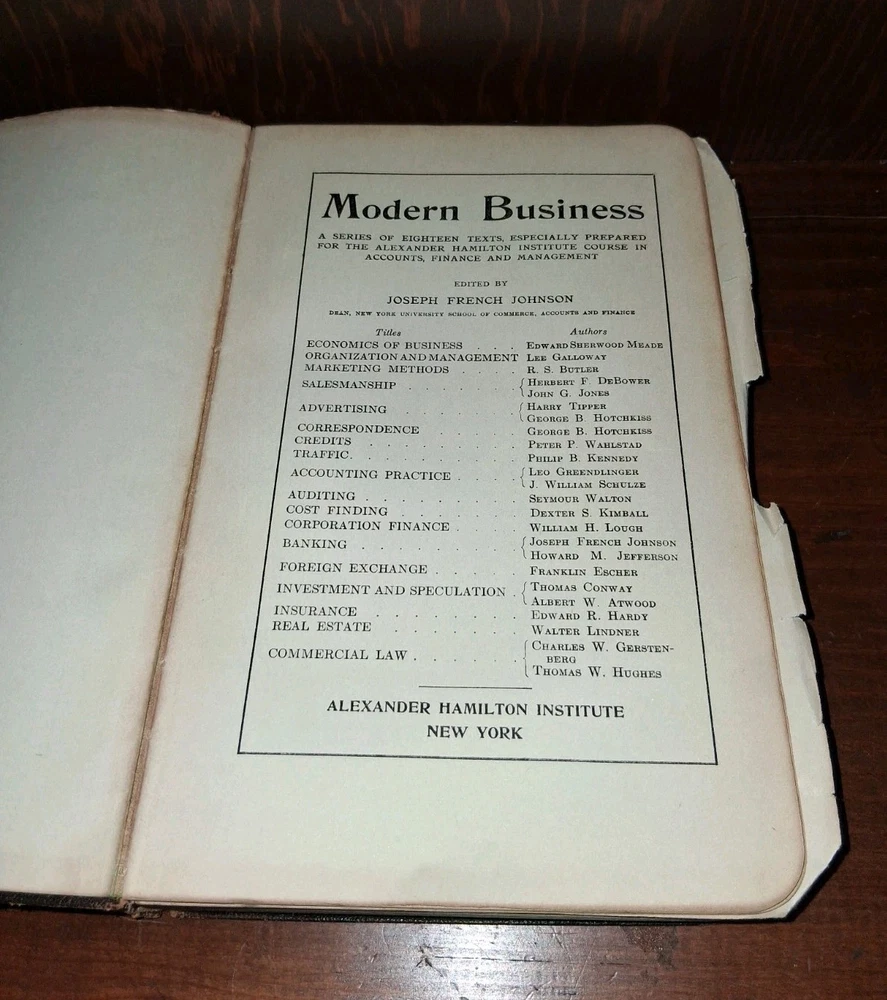 Modern Business
A SERIES OF EIGHTEEN TEXTS, ESPECIALLY PREPARED
FOR THE ALEXANDER HAMILTON INSTITUTE COURSE IN
ACCOUNTS, FINANCE AND MANAGEMENT
EDITED BY
JOSEPH FRENCH JOHNSON
DEAN, NEW YORK UNIVERSITY SCHOOL OF COMMERCE, ACCOUNTS AND FINANCE
Titles Authors
ECONOMICS OF BUSINESS . . . EDWARD SHERWOOD MEADE
ORGANIZATION AND MANAGEMENT LEE GALLOWAY
MARKETING METHODS . . . . R. S. BUTLER
SALESMANSHIP . . . . . . { HERBERT F. DEBOWER
JOHN G. JONES
ADVERTISING . . . . . . { HARRY TIPPER
GEORGE B. HOTCHKISS
CORRESPONDENCE . . . . . GEORGE B. HOTCHKISS
CREDITS . . . . . . . . PETER P. WAHLSTAD
TRAFFIC. . . . . . . . . PHILIP B. KENNEDY
ACCOUNTING PRACTICE . . . . { LEO GREENDLINGER
J. WILLIAM SCHULZE
AUDITING . . . . . . . . SEYMOUR WALTON
COST FINDING . . . . . . . DEXTER S. KIMBALL
CORPORATION FINANCE . . . . WILLIAM H. LOUGH
BANKING . . . . . . . . . { JOSEPH FRENCH JOHNSON
HOWARD M. JEFFERSON
FOREIGN EXCHANGE . . . . . FRANKLIN ESCHER
INVESTMENT AND SPECULATION . { THOMAS CONWAY
ALBERT W. ATWOOD
INSURANCE . . . . . . . . EDWARD R. HARDY
REAL ESTATE . . . . . . . WALTER LINDNER
COMMERCIAL LAW . . . . . . { CHARLES W. GERSTEN-
BERG
THOMAS W. HUGHES
ALEXANDER HAMILTON INSTITUTE
NEW YORK